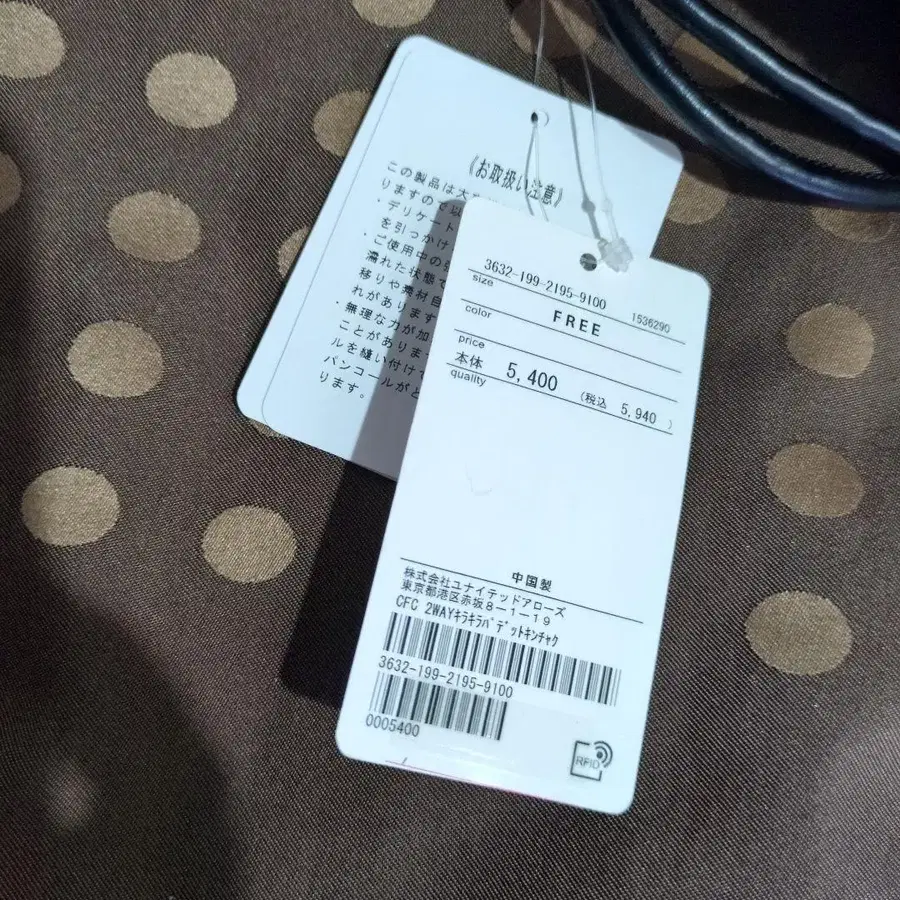 《お取扱い注意》
この製品は大
りますので以
・デリケート
を引っかけ
・ご使用中の
濡れた状態で
移りや素材自
れがあります
・無理な力が加
ことがありま
ルを縫い付けて
パンコールがと
ります。
3632-199-2195-9100
size
1536290
FREE
color
price
本体 5,400
(税込 5,940 )
quality
中国製
株式会社ユナイテッドアローズ
東京都港区赤坂8-1-19
CFC 2WAYキラキラパデットキンチャク
3632-199-2195-9100
0005400
RFID